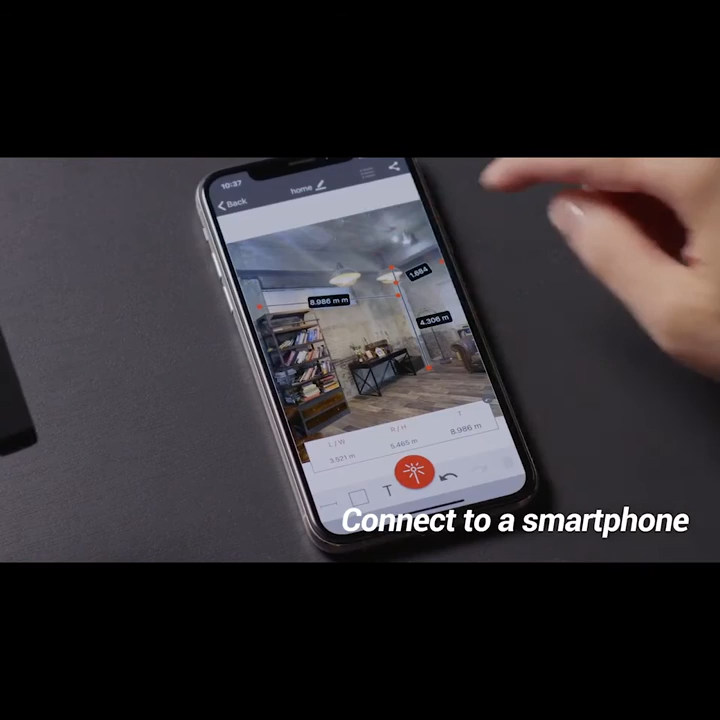 10:37
home
Back
1.684
8.986 m m
4.306 m
L / W
B / H
T
3.521 m
5.465 m
8.986 m
T
Connect to a smartphone